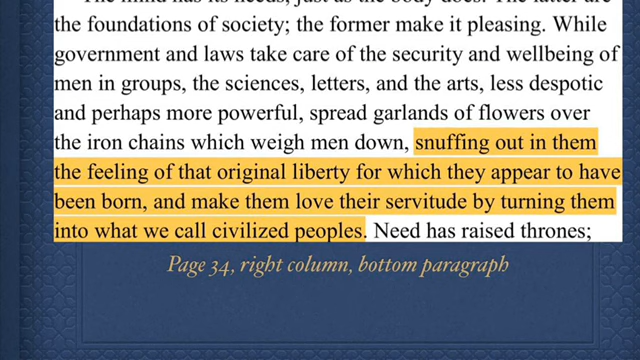 The mind has its needs, just as the body does. The latter are
the foundations of society; the former make it pleasing. While
government and laws take care of the security and wellbeing of
men in groups, the sciences, letters, and the arts, less despotic
and perhaps more powerful, spread garlands of flowers over
the iron chains which weigh men down, snuffing out in them
the feeling of that original liberty for which they appear to have
been born, and make them love their servitude by turning them
into what we call civilized peoples. Need has raised thrones;
Page 34, right column, bottom paragraph